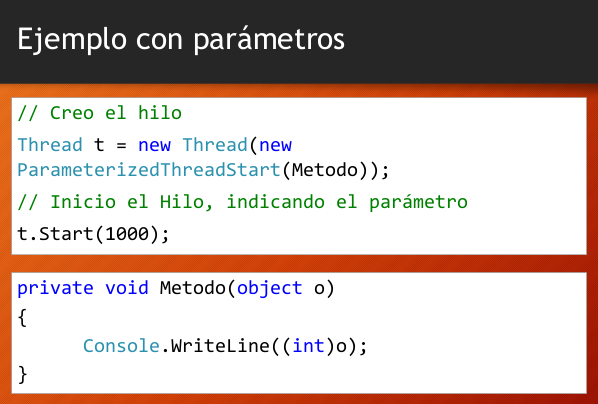 Ejemplo con parámetros
// Creo el hilo
Thread t = new Thread(new
ParameterizedThreadStart(Metodo));
// Inicio el Hilo, indicando el parámetro
t.Start(1000);
private void Metodo(object o)
{
Console.WriteLine((int)o);
}